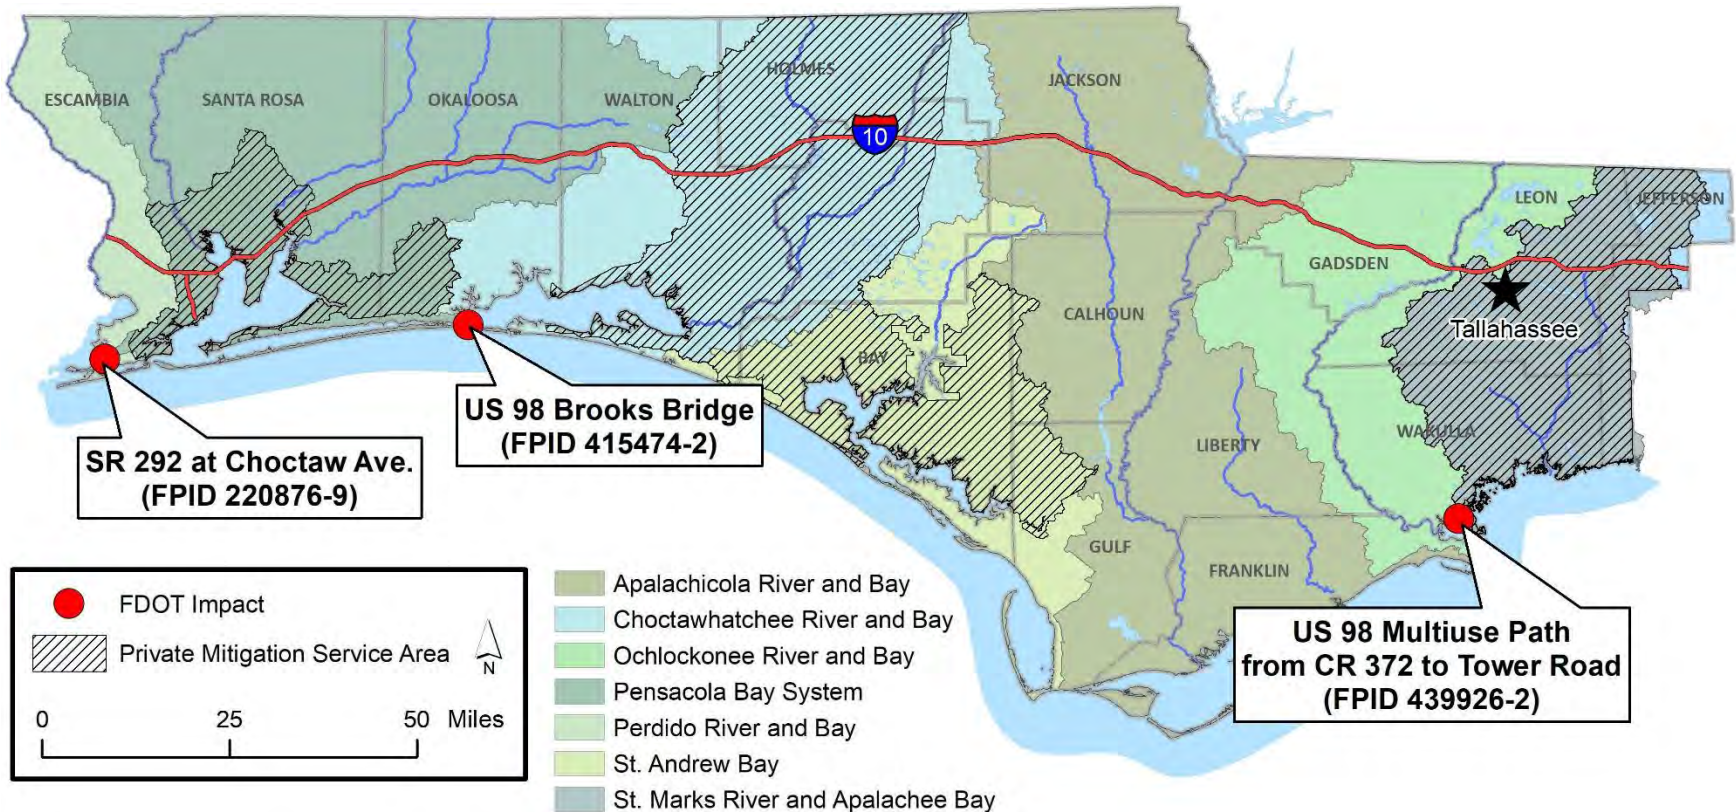 HOLMES
JACKSON
ESCAMBIA
SANTA ROSA
OKALOOSA
WALTON
10
LEON
JEFFERSON
GADSDEN
CALHOUN
Tallahassee
BAY
US 98 Brooks Bridge
(FPID 415474-2)
WAKULLA
LIBERTY
SR 292 at Choctaw Ave.
(FPID 220876-9)
GULF
FRANKLIN
US 98 Multiuse Path
from CR 372 to Tower Road
(FPID 439926-2)
FDOT Impact
Private Mitigation Service Area
N
0 25 50 Miles
Apalachicola River and Bay
Choctawhatchee River and Bay
Ochlockonee River and Bay
Pensacola Bay System
Perdido River and Bay
St. Andrew Bay
St. Marks River and Apalachee Bay